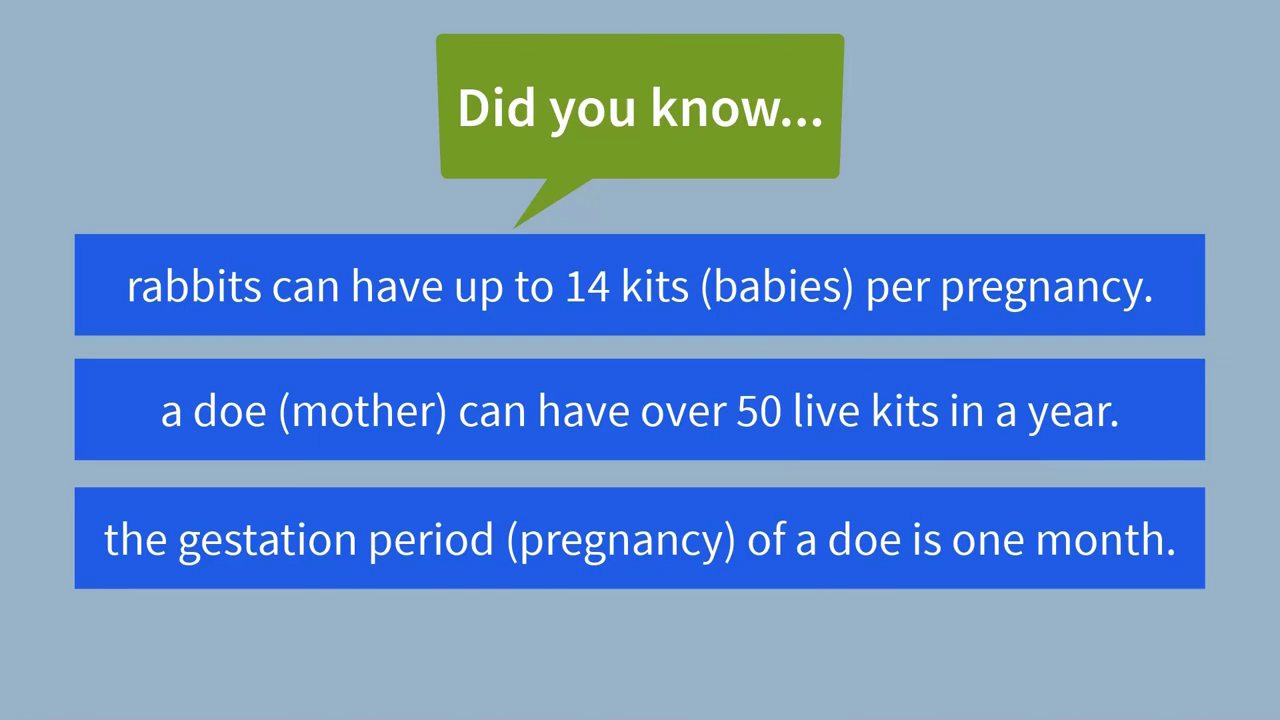 Did you know...
rabbits can have up to 14 kits (babies) per pregnancy.
a doe (mother) can have over 50 live kits in a year.
the gestation period (pregnancy) of a doe is one month.